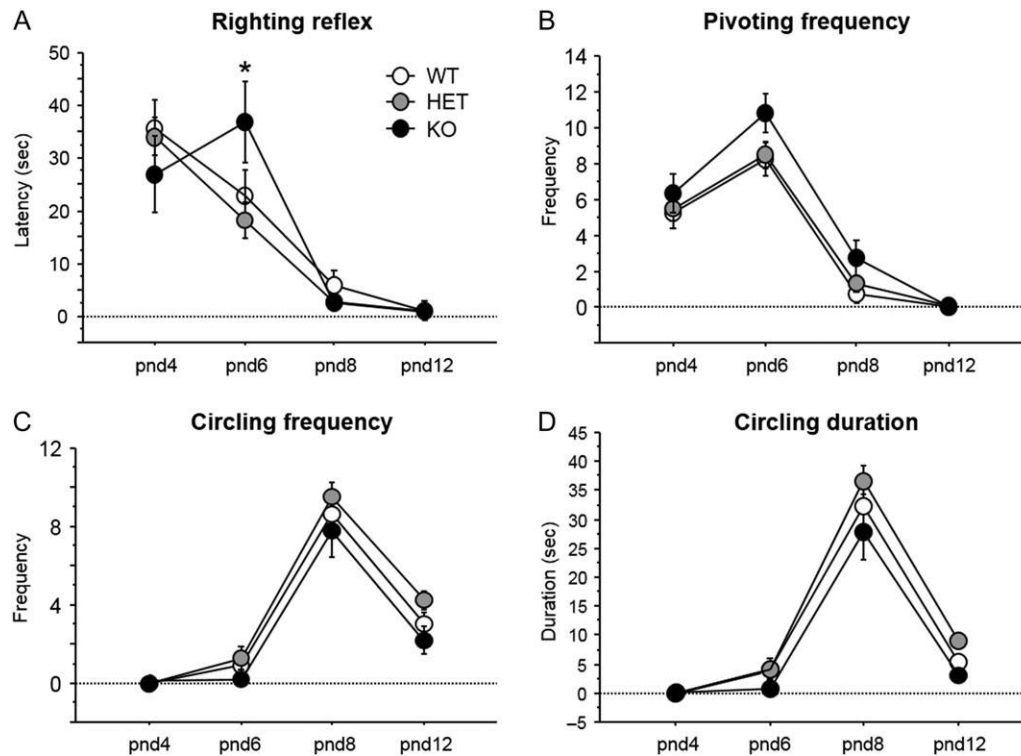 A
Righting reflex
Latency (sec)
50
40
30
20
10
0
*
WT
HET
KO
pnd4 pnd6 pnd8 pnd12
B
Pivoting frequency
Frequency
14
12
10
8
6
4
2
0
pnd4 pnd6 pnd8 pnd12
C
Circling frequency
Frequency
12
8
4
0
pnd4 pnd6 pnd8 pnd12
D
Circling duration
Duration (sec)
45
40
35
30
25
20
15
10
5
0
–5
pnd4 pnd6 pnd8 pnd12